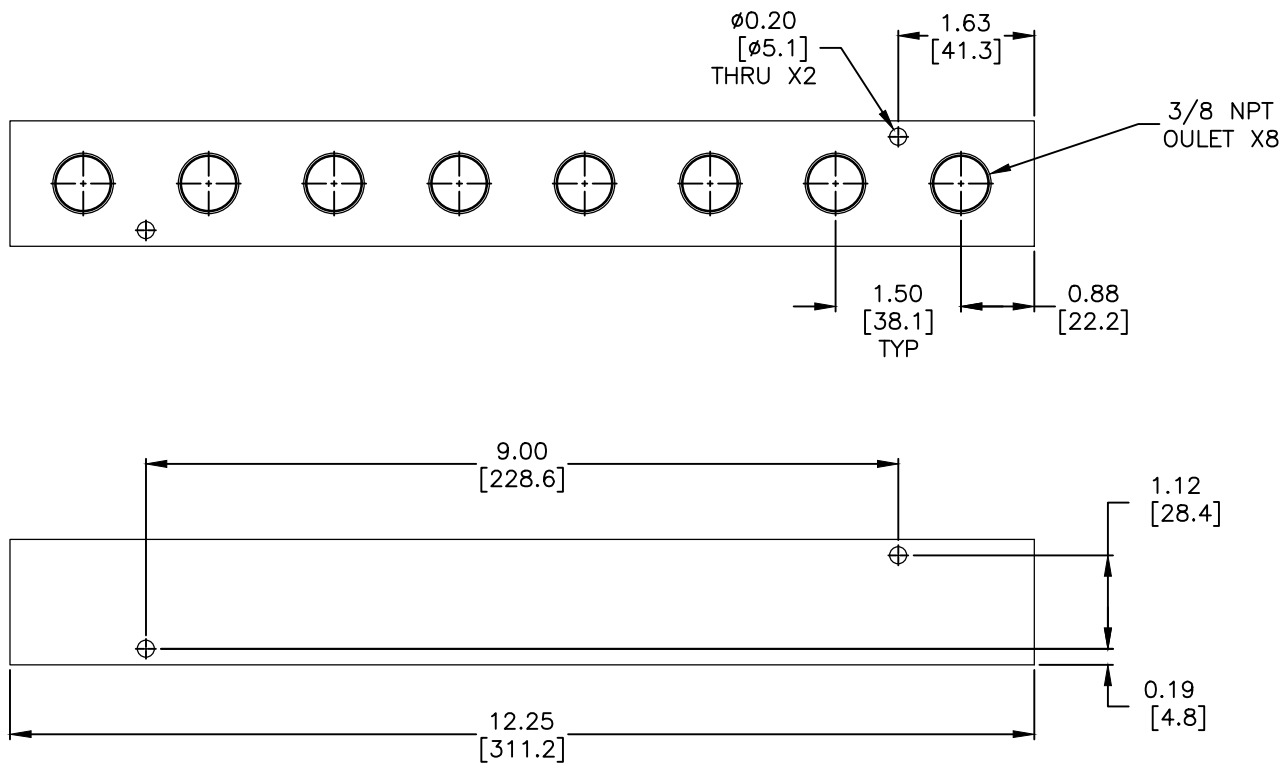 ø0.20
[ø5.1]
THRU X2
1.63
[41.3]
3/8 NPT
OULET X8
1.50
[38.1]
TYP
0.88
[22.2]
9.00
[228.6]
1.12
[28.4]
0.19
[4.8]
12.25
[311.2]